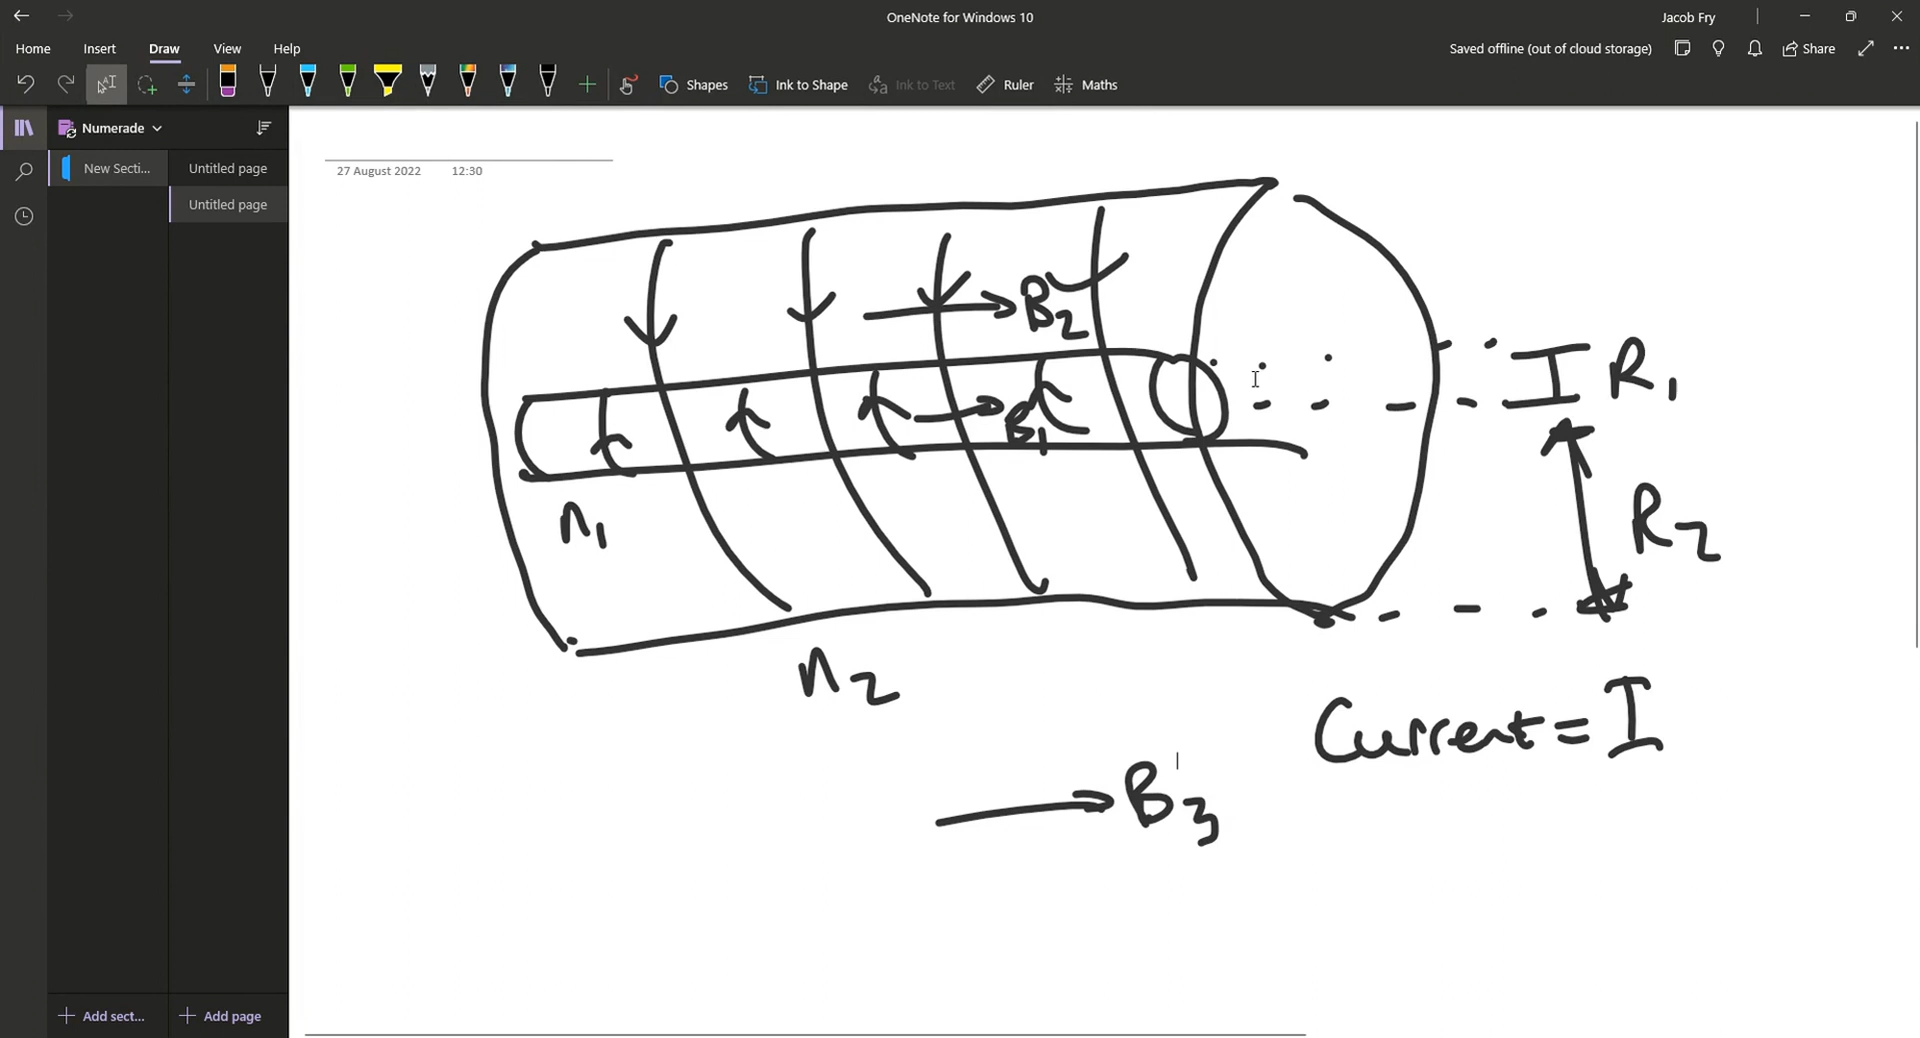 OneNote for Windows 10
Jacob Fry
Home Insert Draw View Help
Saved offline (out of cloud storage)
Share
Shapes
Ink to Shape
Ink to Text
Ruler
Maths
Numerade
New Secti...
Untitled page
Untitled page
27 August 2022 12:30
B2
R1
B1
n1
R2
n2
Current = I
B3
Add sect...
Add page